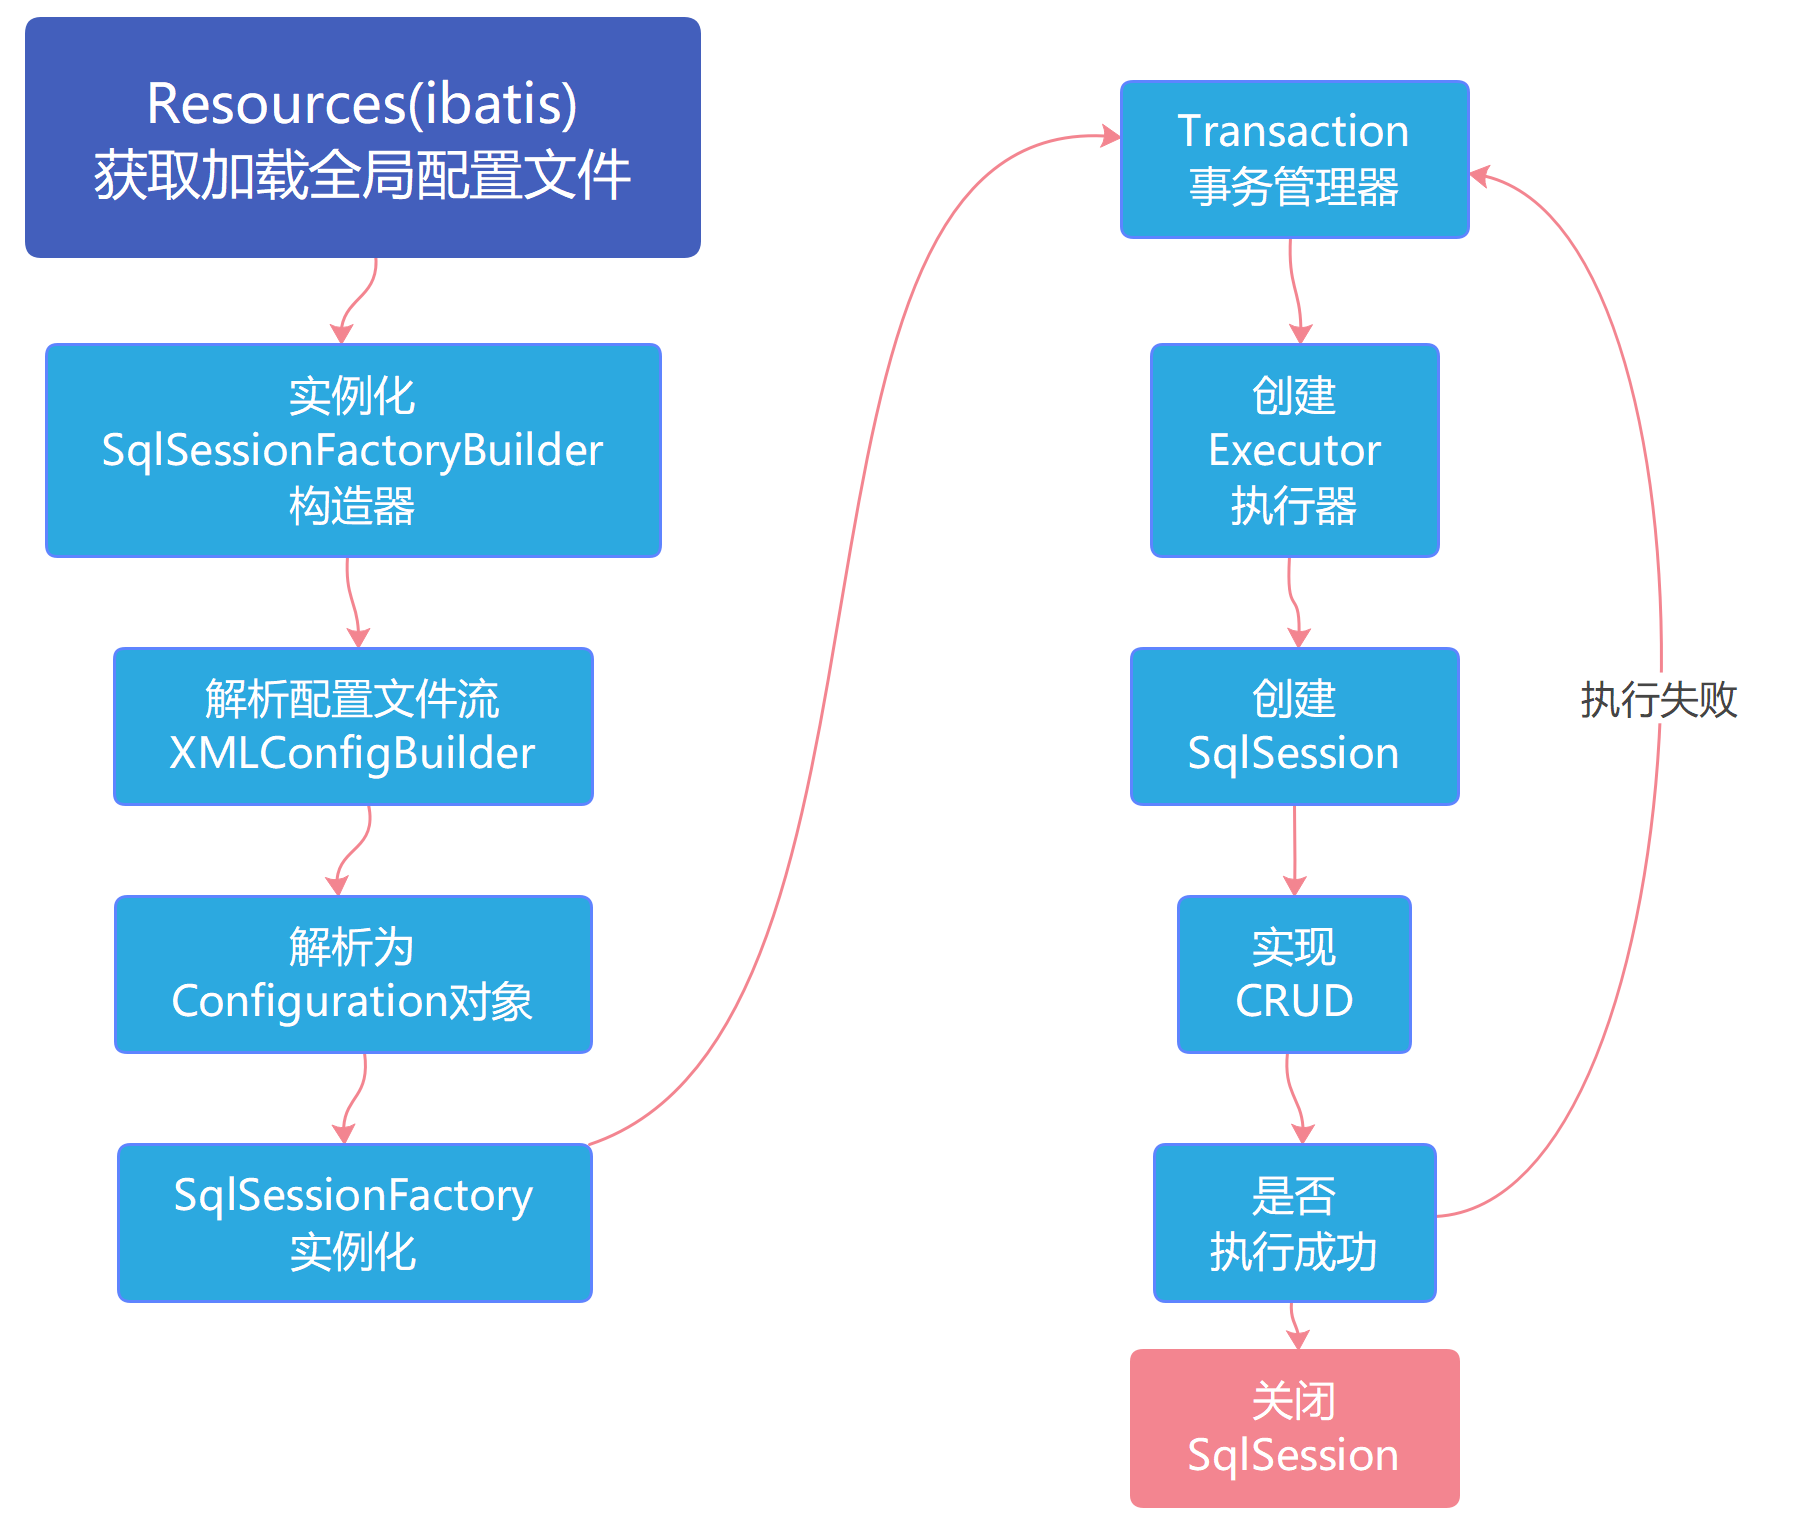 Resources(ibatis)
获取加载全局配置文件
实例化
SqlSessionFactoryBuilder
构造器
解析配置文件流
XMLConfigBuilder
解析为
Configuration对象
SqlSessionFactory
实例化
Transaction
事务管理器
创建
Executor
执行器
创建
SqlSession
实现
CRUD
是否
执行成功
关闭
SqlSession
执行失败